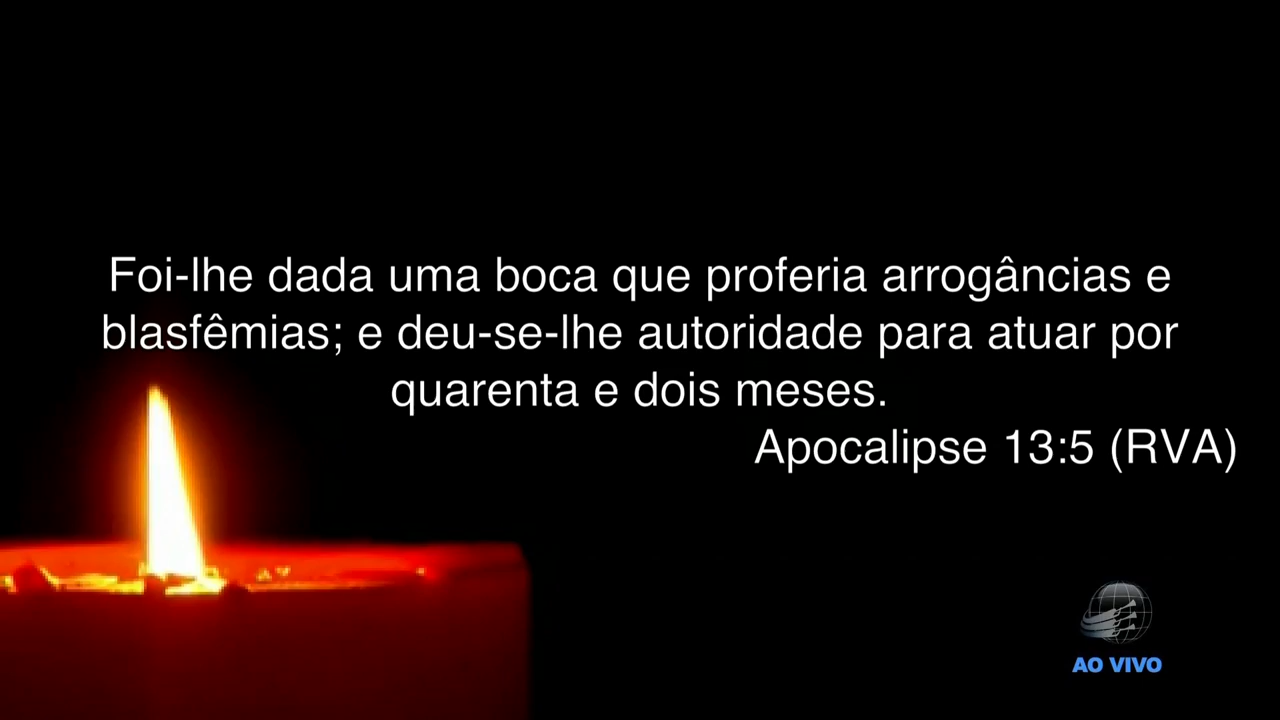 Foi-lhe dada uma boca que proferia arrogâncias e
blasfêmias; e deu-se-lhe autoridade para atuar por
quarenta e dois meses.
Apocalipse 13:5 (RVA)
AO VIVO